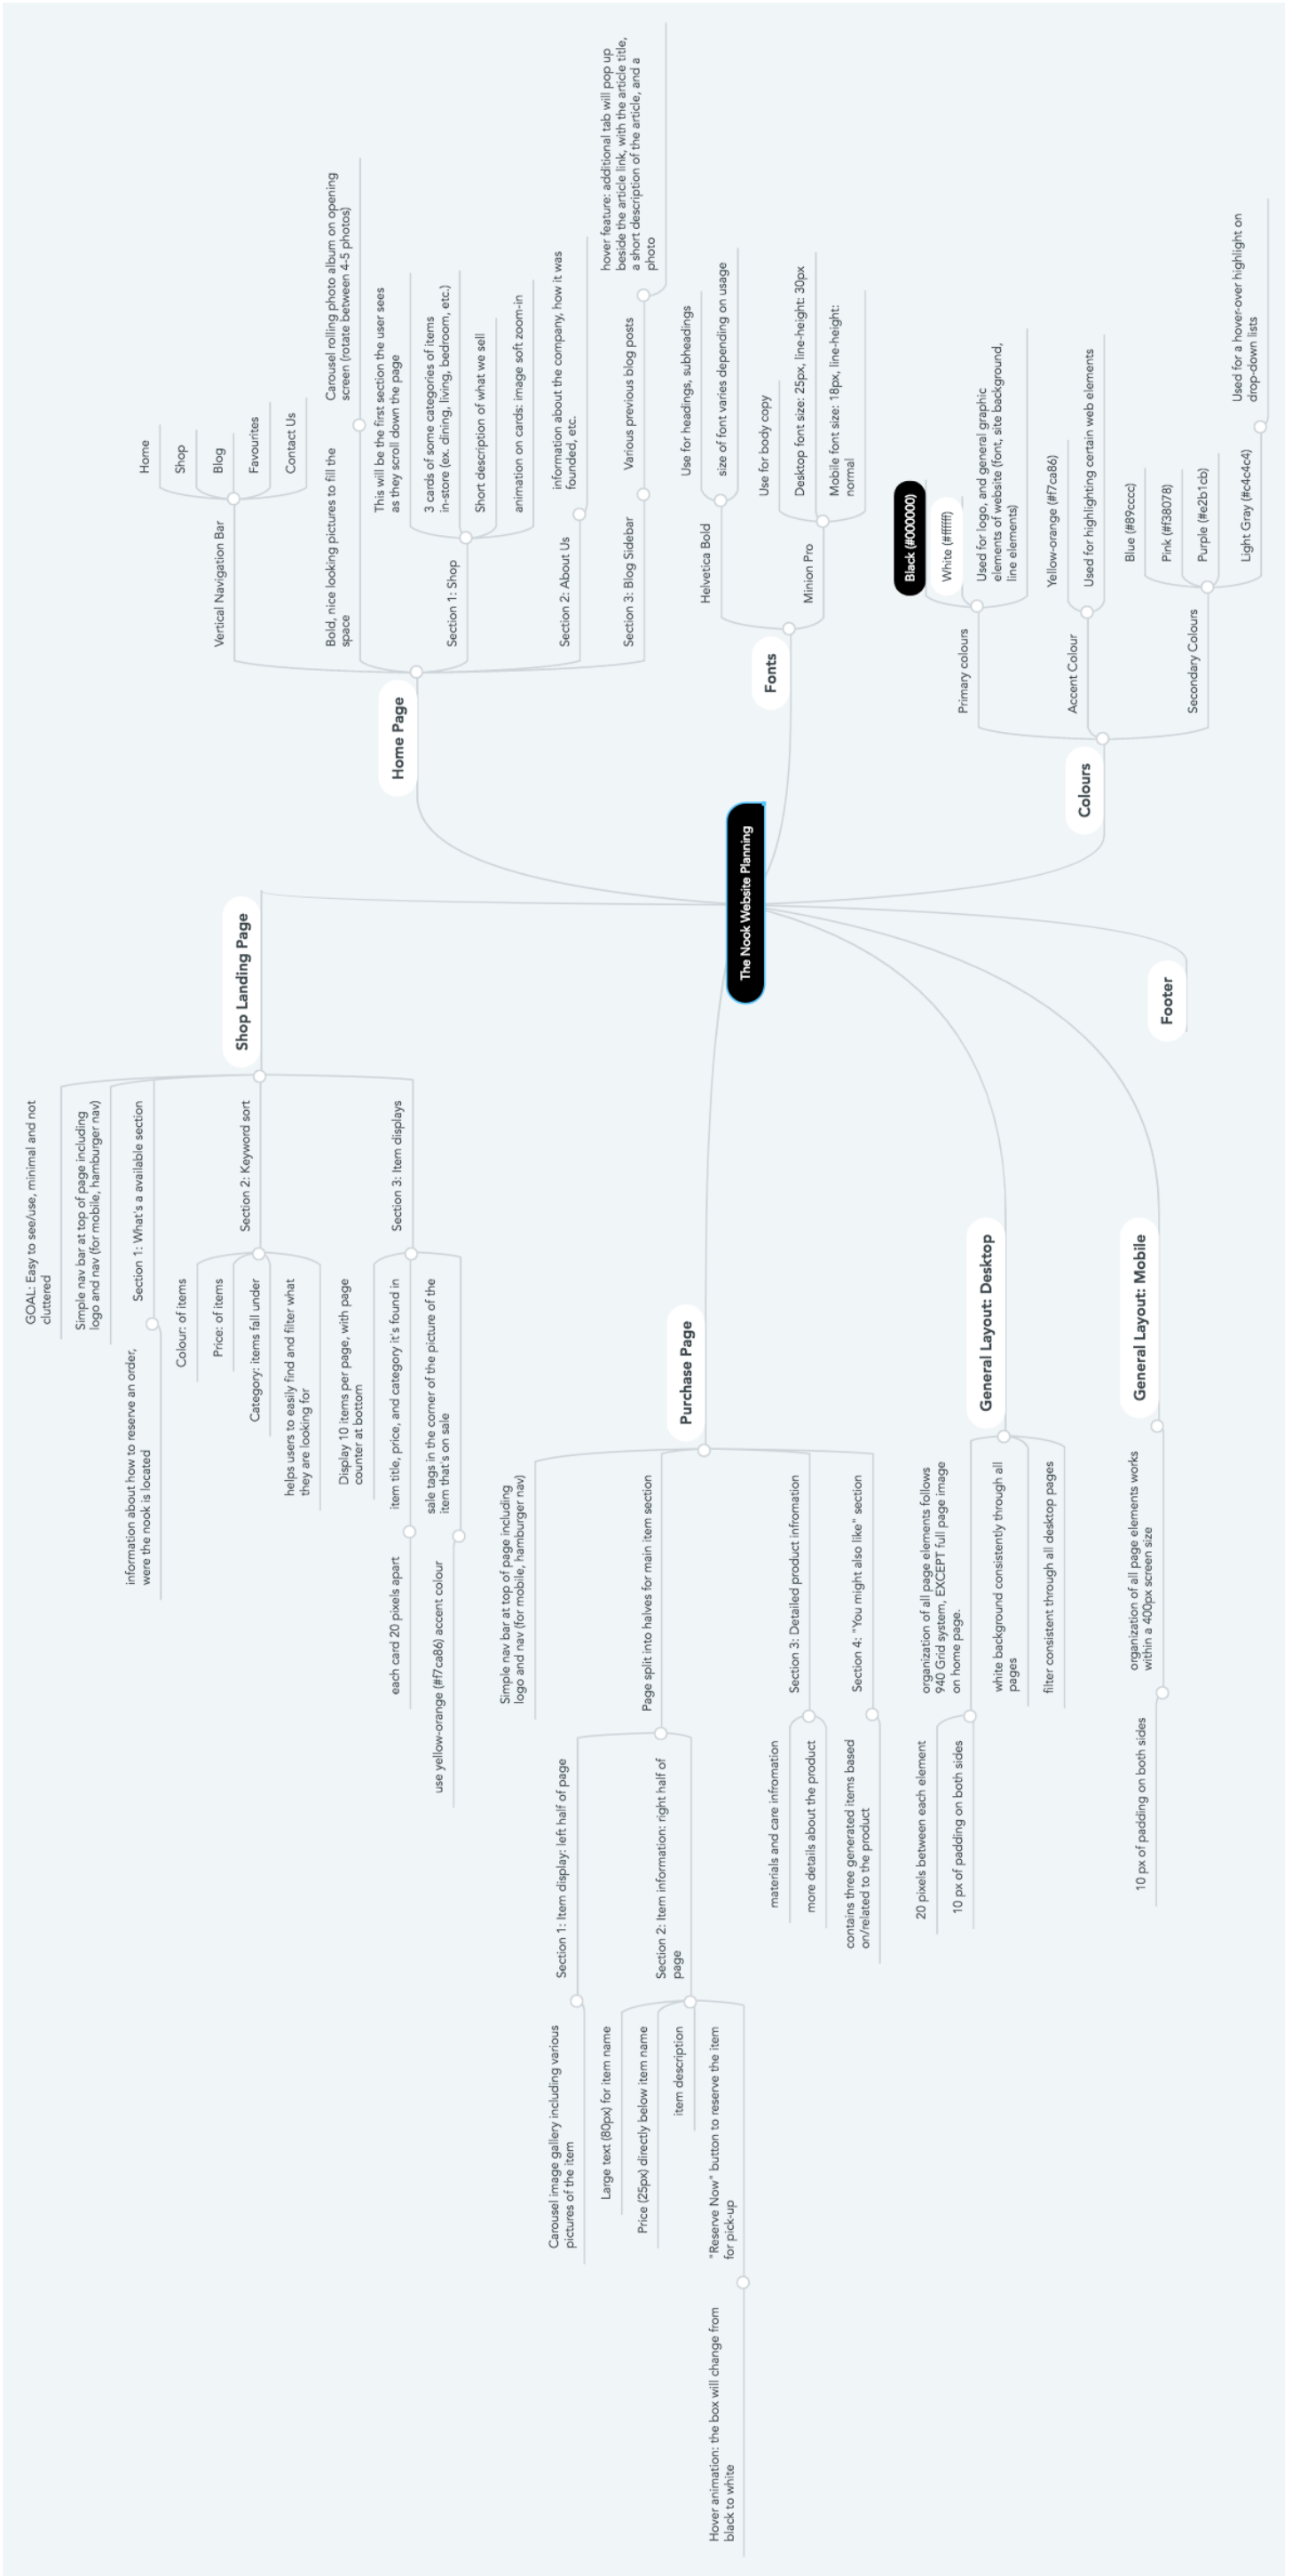 The Nook Website Planning
Home Page
Vertical Navigation Bar
Home
Shop
Blog
Favourites
Contact Us
Bold, nice looking pictures to fill the
space
Carousel rolling photo album on opening
screen (rotate between 4-5 photos)
Section 1: Shop
This will be the first section the user sees
as they scroll down the page
3 cards of some categories of items
in-store (ex. dining, living, bedroom, etc.)
Short description of what we sell
animation on cards: image soft zoom-in
Section 2: About Us
information about the company, how it was
founded, etc.
Section 3: Blog Sidebar
Various previous blog posts
hover feature: additional tab will pop up
beside the article link, with the article title,
a short description of the article, and a
photo
Fonts
Helvetica Bold
Use for headings, subheadings
size of font varies depending on usage
Minion Pro
Use for body copy
Desktop font size: 25px, line-height: 30px
Mobile font size: 18px, line-height:
normal
Colours
Primary colours
Black (#000000)
White (#ffffff)
Used for logo, and general graphic
elements of website (font, site background,
line elements)
Accent Colour
Yellow-orange (#f7ca86)
Used for highlighting certain web elements
Secondary Colours
Blue (#89cccc)
Pink (#f38078)
Purple (#e2b1cb)
Light Gray (#c4c4c4)
Used for a hover-over highlight on
drop-down lists
Shop Landing Page
GOAL: Easy to see/use, minimal and not
cluttered
Simple nav bar at top of page including
logo and nav (for mobile, hamburger nav)
Section 1: What's a available section
information about how to reserve an order,
were the nook is located
Section 2: Keyword sort
Colour: of items
Price: of items
Category: items fall under
helps users to easily find and filter what
they are looking for
Section 3: Item displays
Display 10 items per page, with page
counter at bottom
item title, price, and category it's found in
each card 20 pixels apart
sale tags in the corner of the picture of the
item that's on sale
use yellow-orange (#f7ca86) accent colour
Purchase Page
Simple nav bar at top of page including
logo and nav (for mobile, hamburger nav)
Page split into halves for main item section
Section 1: Item display: left half of page
Carousel image gallery including various
pictures of the item
Section 2: Item information: right half of
page
Large text (80px) for item name
Price (25px) directly below item name
item description
"Reserve Now" button to reserve the item
for pick-up
Hover animation: the box will change from
black to white
Section 3: Detailed product infromation
materials and care infromation
more details about the product
Section 4: "You might also like" section
contains three generated items based
on/related to the product
General Layout: Desktop
organization of all page elements follows
940 Grid system, EXCEPT full page image
on home page.
20 pixels between each element
10 px of padding on both sides
white background consistently through all
pages
filter consistent through all desktop pages
General Layout: Mobile
organization of all page elements works
within a 400px screen size
10 px of padding on both sides
Footer